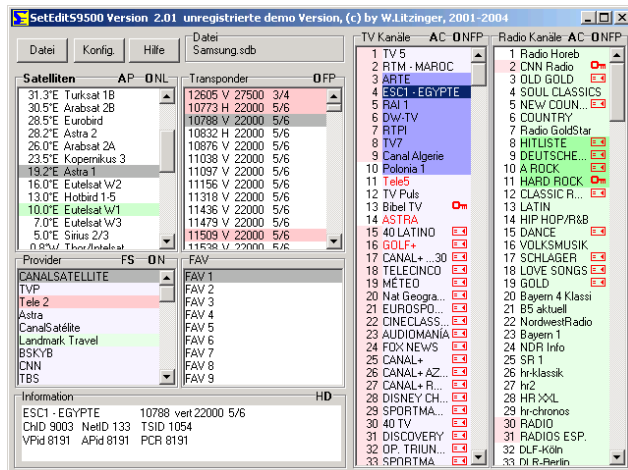 SetEditS9500 Version 2.01 unregistrierte demo Version, (c) by W.Litzinger, 2001-2004
Datei Konfig. Hilfe
Datei
Samsung.sdb
Satelliten AP ONL
31.3°E Turksat 1B
30.5°E Arabsat 2B
28.5°E Eurobird
28.2°E Astra 2
26.0°E Arabsat 2A
23.5°E Kopernikus 3
19.2°E Astra 1
16.0°E Eutelsat W2
13.0°E Hotbird 1-5
10.0°E Eutelsat W1
7.0°E Eutelsat W3
5.0°E Sirius 2/3
0.8°W Thor/Intelsat
Transponder OFP
12605 V 27500 3/4
10773 H 22000 5/6
10788 V 22000 5/6
10832 H 22000 5/6
10876 V 22000 5/6
11038 V 22000 5/6
11097 V 22000 5/6
11156 V 22000 5/6
11318 V 22000 5/6
11436 V 22000 5/6
11479 V 22000 5/6
11509 V 22000 5/6
11538 V 22000 5/6
Provider FS ON
CANALSATELLITE
TVP
Tele 2
Astra
CanalSatélite
Landmark Travel
BSKYB
CNN
TBS
FAV
FAV 1
FAV 2
FAV 3
FAV 4
FAV 5
FAV 6
FAV 7
FAV 8
FAV 9
Information HD
ESC1 - EGYPTE 10788 vert 22000 5/6
ChID 9003 NetID 133 TSID 1054
VPid 8191 APid 8191 PCR 8191
TV Kanäle AC ONFP
1 TV 5
2 RTM - MAROC
3 ARTE
4 ESC1 - EGYPTE
5 RAI 1
6 DW-TV
7 RTPI
8 TV7
9 Canal Algerie
10 Polonia 1
11 Tele5
12 TV Puls
13 Bibel TV
14 ASTRA
15 40 LATINO
16 GOLF+
17 CANAL+ ...30
18 TELECINCO
19 MÉTEO
20 Nat Geogra...
21 EUROSPO...
22 CINECLASS...
23 AUDIOMANÍA
24 FOX NEWS
25 CANAL+
26 CANAL+ AZ...
27 CANAL+ R...
28 DISNEY CH...
29 SPORTMA...
30 40 TV
31 DISCOVERY
32 OP. TRIUN...
33 SPORTMA
Radio Kanäle AC ONFP
1 Radio Horeb
2 CNN Radio
3 OLD GOLD
4 SOUL CLASSICS
5 NEW COUN...
6 COUNTRY
7 Radio GoldStar
8 HITLISTE
9 DEUTSCHE...
10 A ROCK
11 HARD ROCK
12 CLASSIC R...
13 LATIN
14 HIP HOP/R&B
15 DANCE
16 VOLKSMUSIK
17 SCHLAGER
18 LOVE SONGS
19 GOLD
20 Bayern 4 Klassi
21 B5 aktuell
22 NordwestRadio
23 Bayern 1
24 NDR Info
25 SR 1
26 hr-klassik
27 hr2
28 HR XXL
29 hr-chronos
30 RADIO
31 RADIOS ESP.
32 DLF-Köln
33 DLR-Berlin